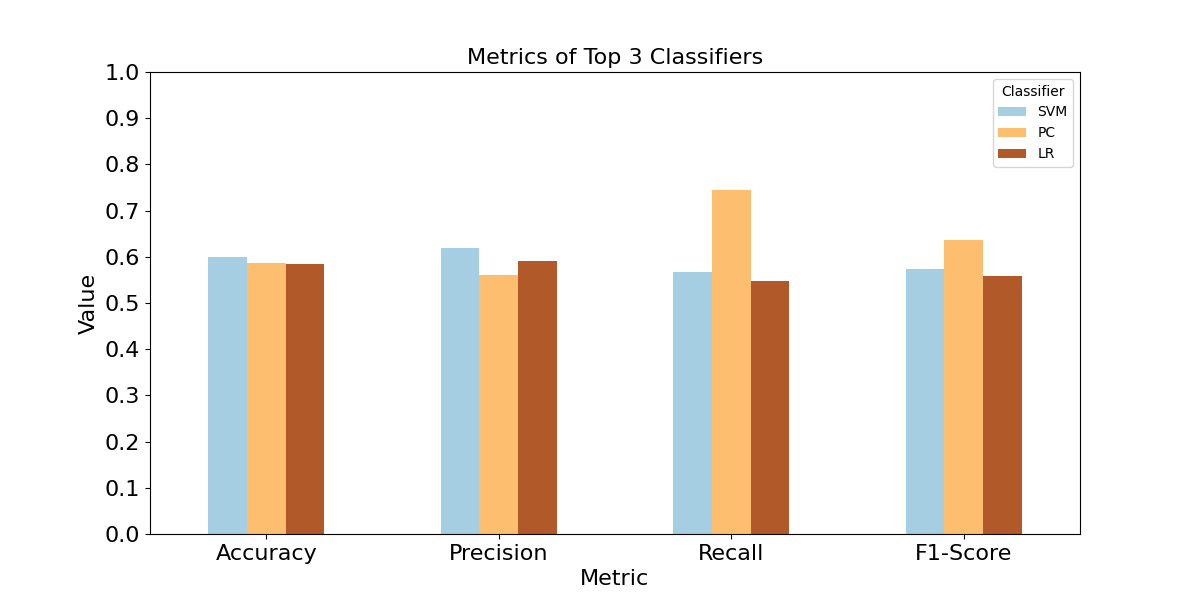 Metrics of Top 3 Classifiers
1.0
0.9
0.8
0.7
0.6
0.5
0.4
0.3
0.2
0.1
0.0
Value
Classifier
SVM
PC
LR
Accuracy Precision Recall F1-Score
Metric